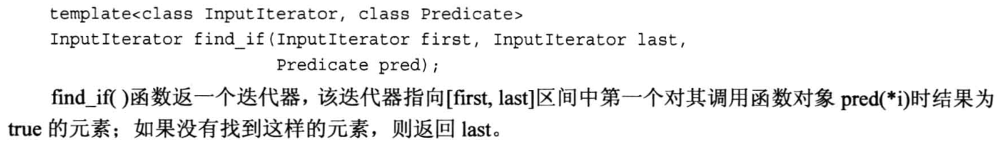 template<class InputIterator, class Predicate>
InputIterator find_if(InputIterator first, InputIterator last,
Predicate pred);
find_if( )函数返一个迭代器，该迭代器指向[first, last]区间中第一个对其调用函数对象 pred(*i)时结果为
true 的元素；如果没有找到这样的元素，则返回 last。